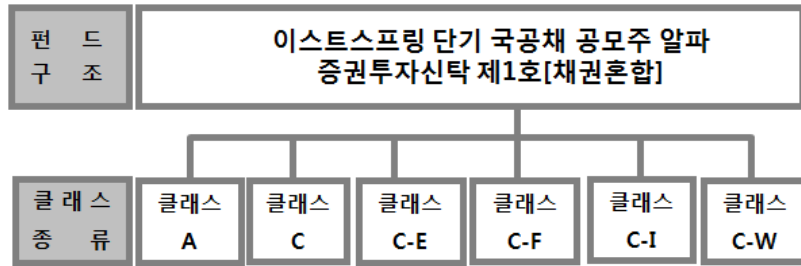 펀 드
구 조
이스트스프링 단기 국공채 공모주 알파
증권투자신탁 제1호[채권혼합]
클 래 스
종 류
클래스
A
클래스
C
클래스
C-E
클래스
C-F
클래스
C-I
클래스
C-W